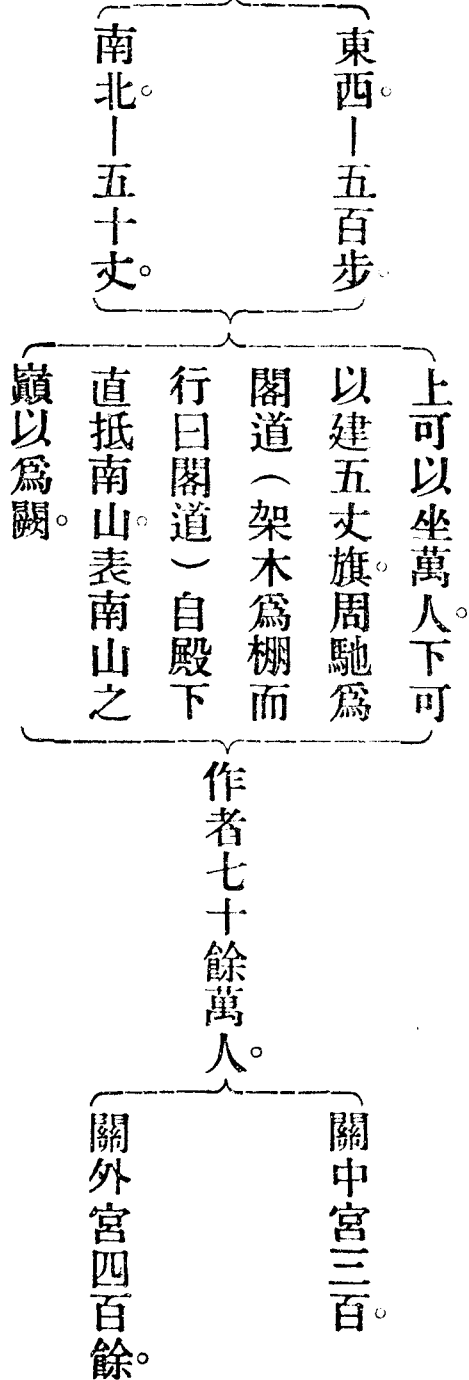 東西。—五百步。
南北。—五十丈。
上可以坐萬人。下可
以建五丈旗。周馳爲
閣道（架木爲棚而
行曰閣道）自殿下
直抵南山。表南山之
巔以爲闕。
作者七十餘萬人。
關中宮三百。
關外宮四百餘。